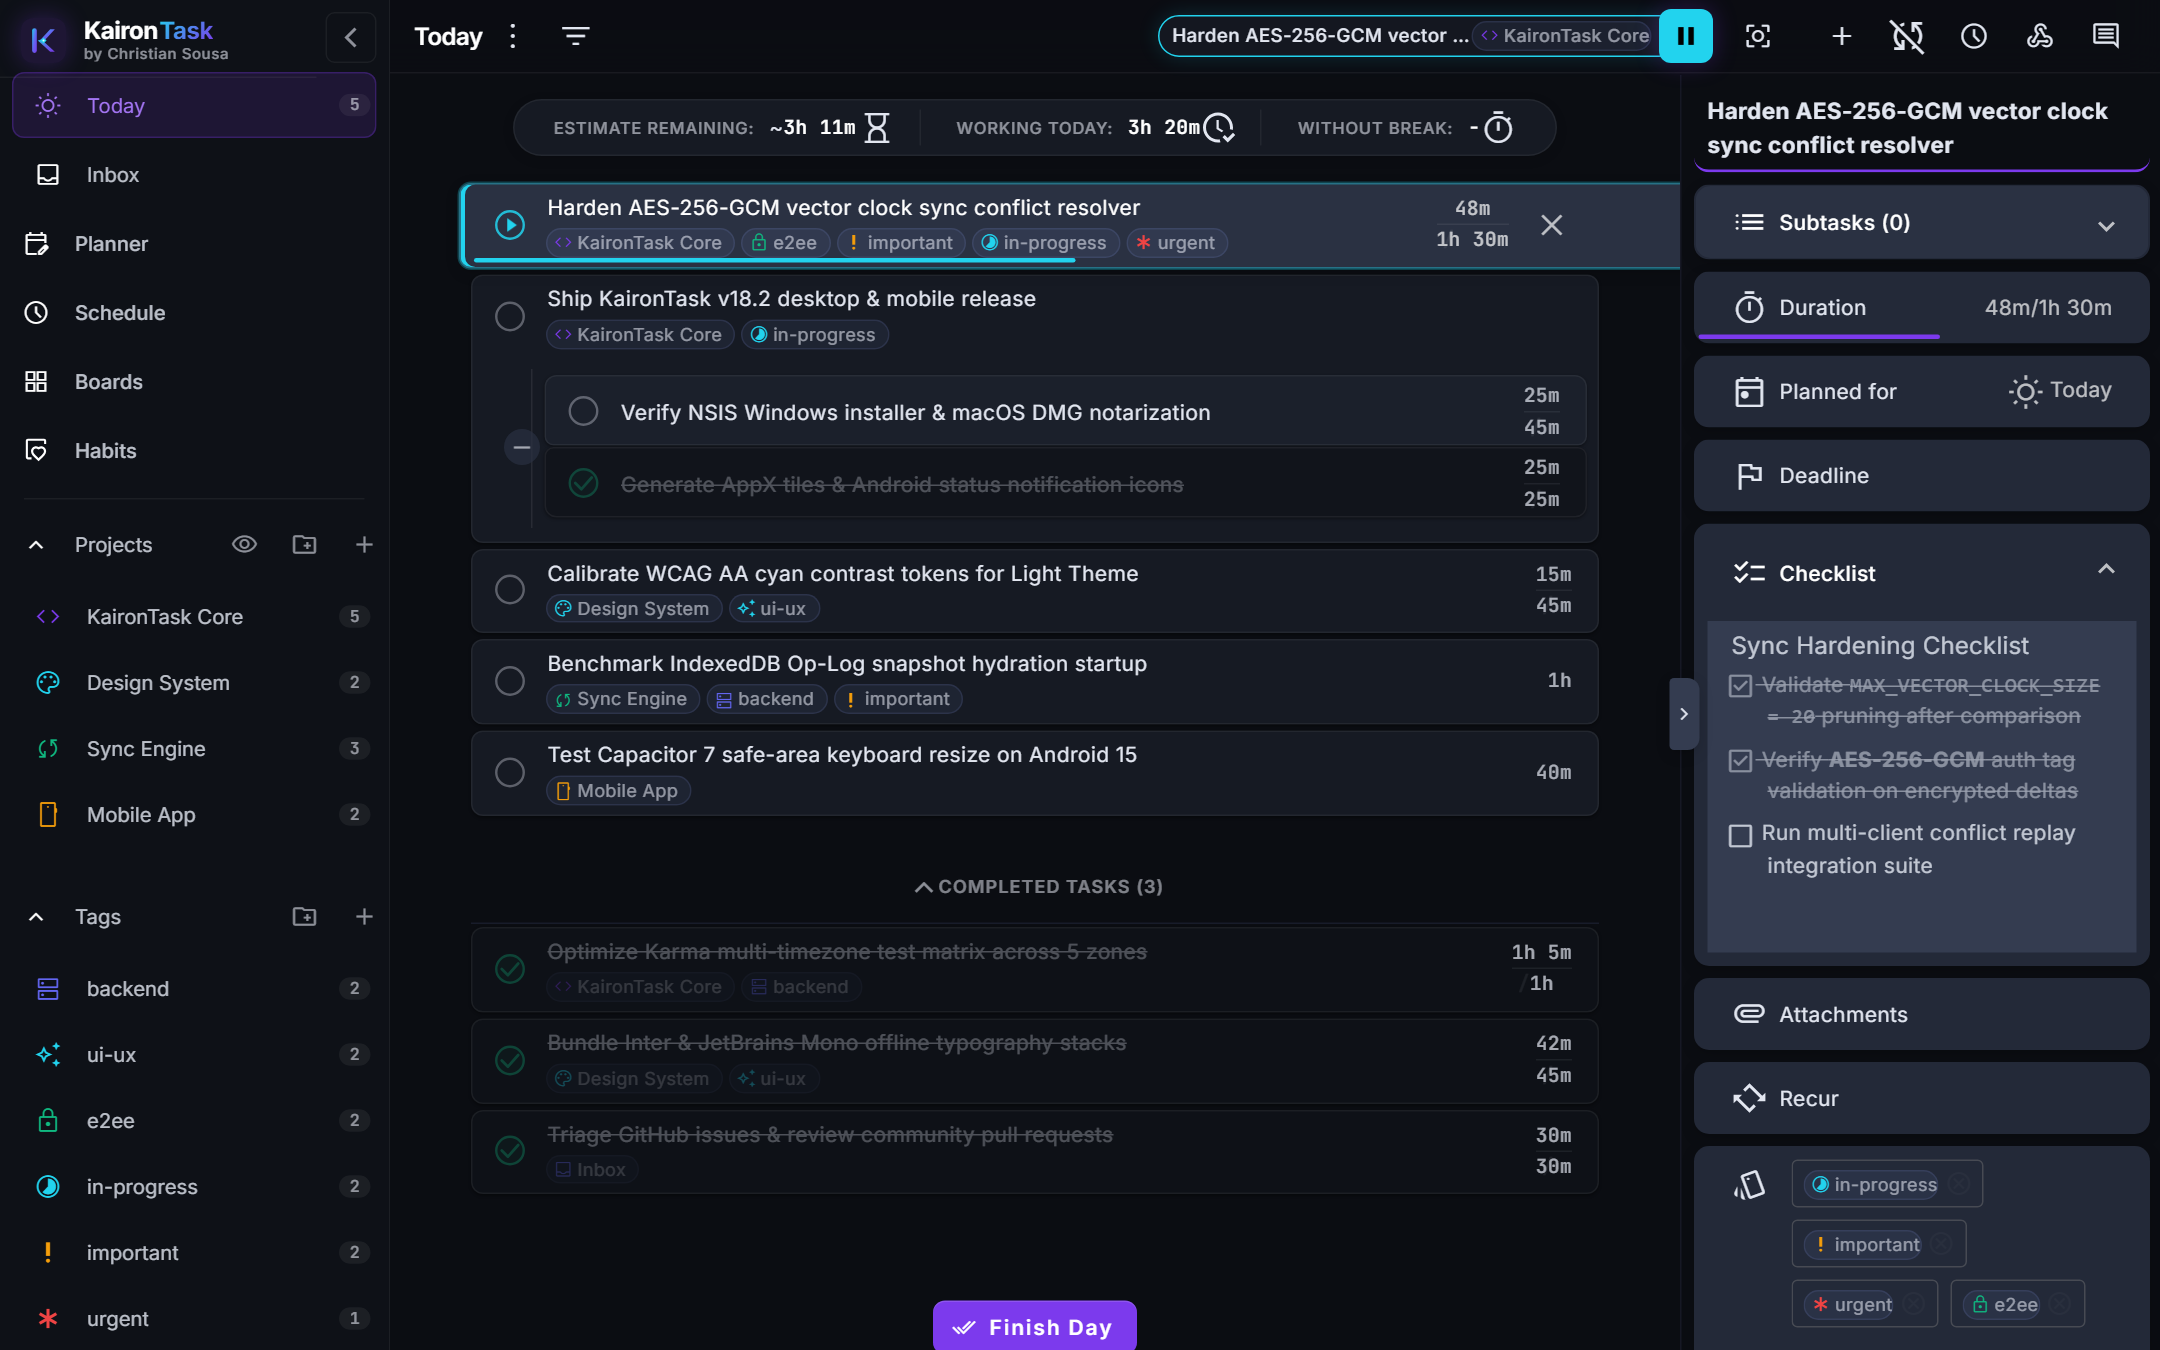 KaironTask
by Christian Sousa
Today 5
Inbox
Planner
Schedule
Boards
Habits
Projects
KaironTask Core 5
Design System 2
Sync Engine 3
Mobile App 2
Tags
backend 2
ui-ux 2
e2ee 2
in-progress 2
important 2
urgent 1
Today
Harden AES-256-GCM vector ... KaironTask Core
ESTIMATE REMAINING: ~3h 11m WORKING TODAY: 3h 20m WITHOUT BREAK: -
Harden AES-256-GCM vector clock sync conflict resolver
KaironTask Core e2ee important in-progress urgent
48m
1h 30m
Ship KaironTask v18.2 desktop & mobile release
KaironTask Core in-progress
Verify NSIS Windows installer & macOS DMG notarization
25m
45m
Generate AppX tiles & Android status notification icons
25m
25m
Calibrate WCAG AA cyan contrast tokens for Light Theme
Design System ui-ux
15m
45m
Benchmark IndexedDB Op-Log snapshot hydration startup
Sync Engine backend important
1h
Test Capacitor 7 safe-area keyboard resize on Android 15
Mobile App
40m
COMPLETED TASKS (3)
Optimize Karma multi-timezone test matrix across 5 zones
KaironTask Core backend
1h 5m
/1h
Bundle Inter & JetBrains Mono offline typography stacks
Design System ui-ux
42m
45m
Triage GitHub issues & review community pull requests
Inbox
30m
30m
Finish Day
Harden AES-256-GCM vector clock
sync conflict resolver
Subtasks (0)
Duration 48m/1h 30m
Planned for Today
Deadline
Checklist
Sync Hardening Checklist
Validate MAX_VECTOR_CLOCK_SIZE
= 20 pruning after comparison
Verify AES-256-GCM auth tag
validation on encrypted deltas
Run multi-client conflict replay
integration suite
Attachments
Recur
in-progress
important
urgent e2ee